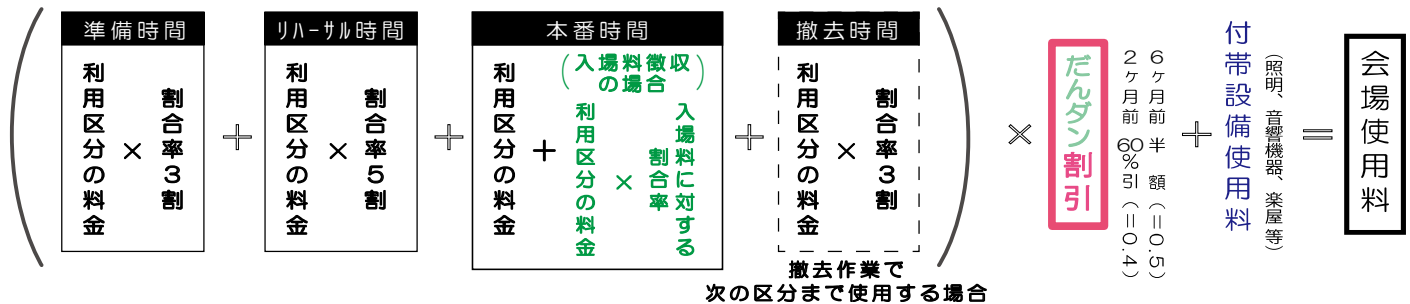 準備時間
利用区分の料金
×
割合率3割
+
リハーサル時間
利用区分の料金
×
割合率5割
+
本番時間
利用区分の料金
+
(入場料徴収
の場合)
利用区分の料金
×
入場料に対する
割合率
+
撤去時間
利用区分の料金
×
割合率3割
撤去作業で
次の区分まで使用する場合
×
だんダン割引
6ヶ月前 半 額(=0.5)
2ヶ月前 60%引(=0.4)
+
付帯設備使用料
(照明、音響機器、楽屋等)
=
会場使用料